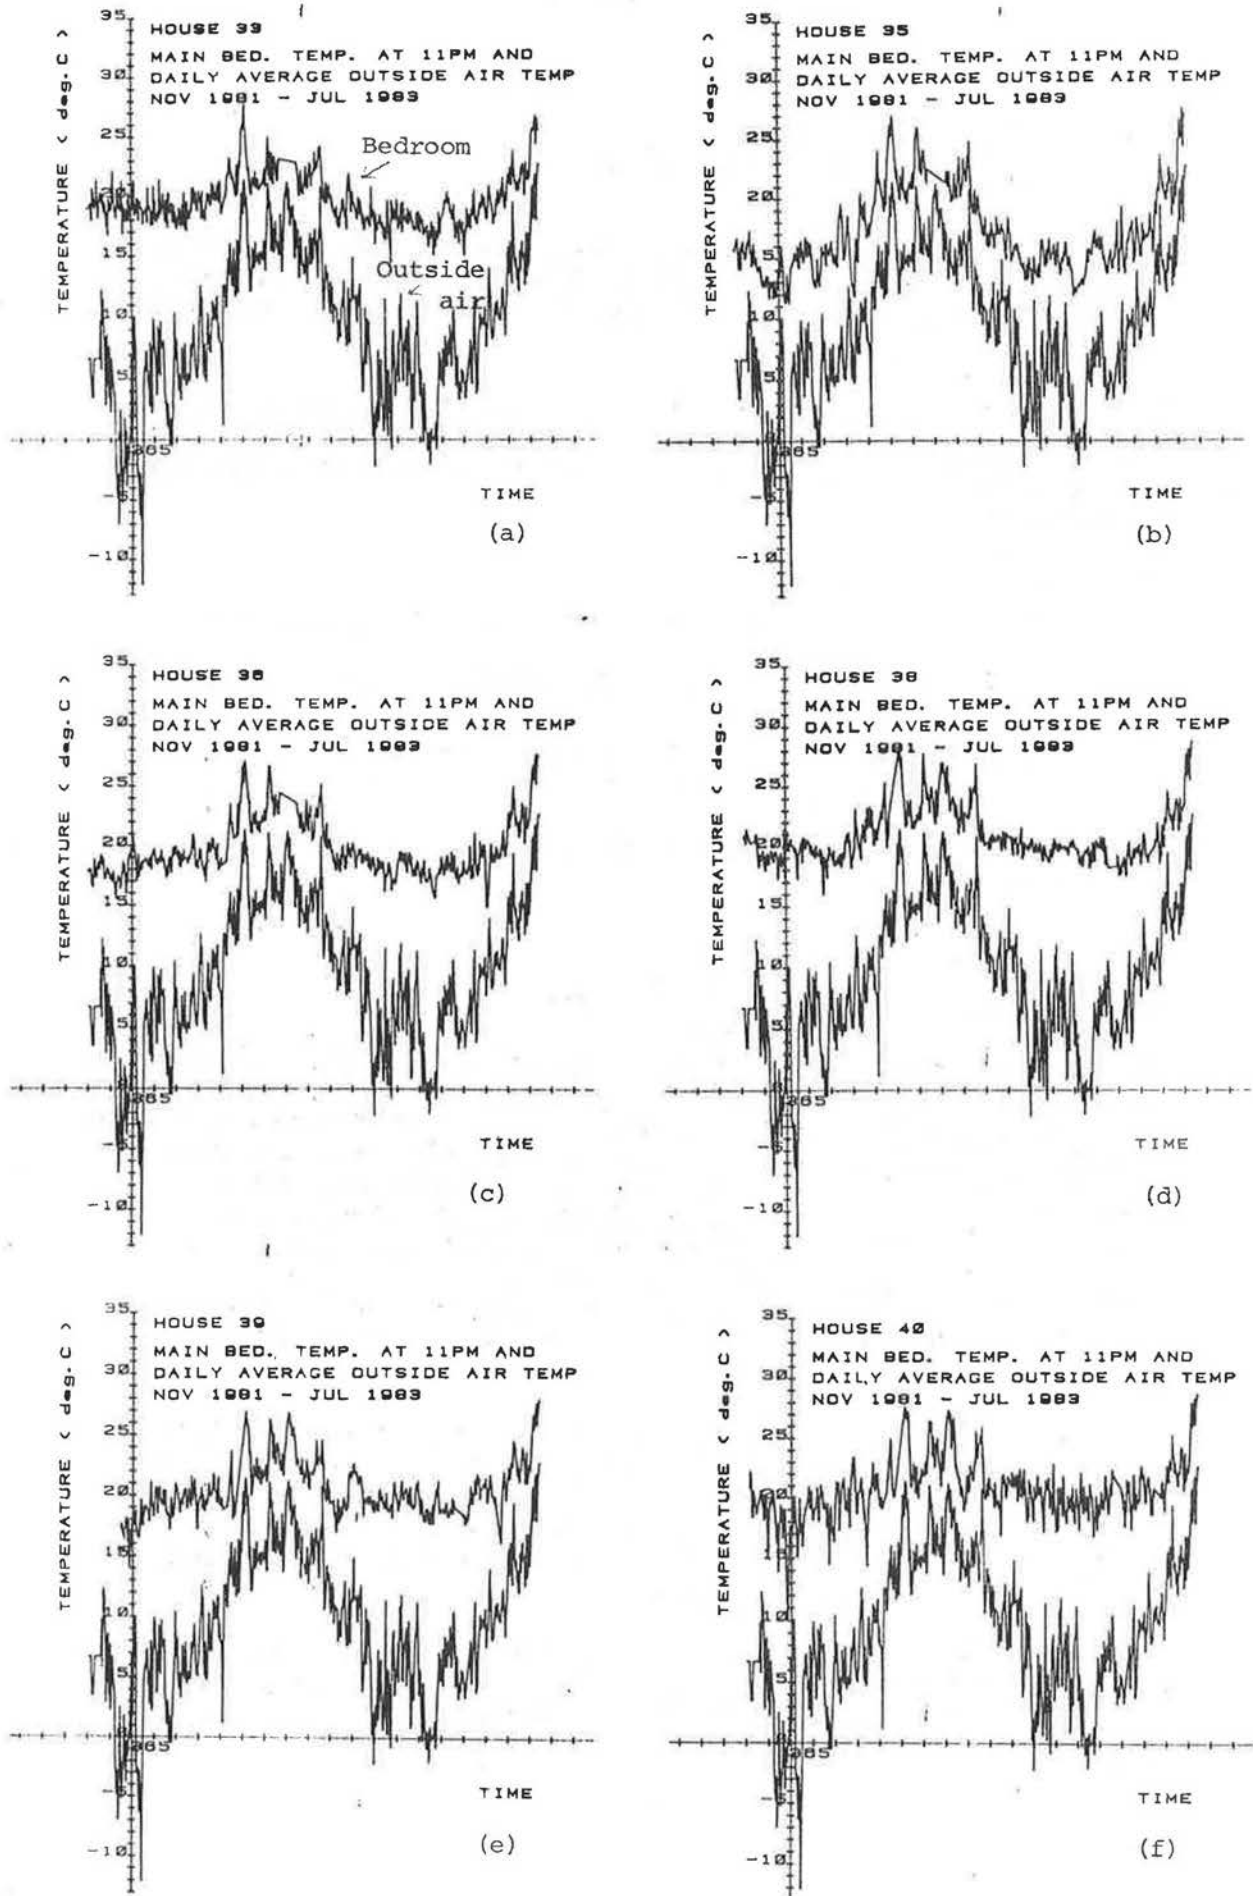 HOUSE 33
MAIN BED. TEMP. AT 11PM AND
DAILY AVERAGE OUTSIDE AIR TEMP
NOV 1981 - JUL 1983
TEMPERATURE < deg.C >
35
30
25
20
15
10
5
365
-5
-10
Bedroom
Outside
air
TIME
(a)
HOUSE 35
MAIN BED. TEMP. AT 11PM AND
DAILY AVERAGE OUTSIDE AIR TEMP
NOV 1981 - JUL 1983
TEMPERATURE < deg.C >
35
30
25
20
15
10
5
365
-5
-10
TIME
(b)
HOUSE 36
MAIN BED. TEMP. AT 11PM AND
DAILY AVERAGE OUTSIDE AIR TEMP
NOV 1981 - JUL 1983
TEMPERATURE < deg.C >
35
30
25
20
15
10
5
0
365
-5
-10
TIME
(c)
HOUSE 38
MAIN BED. TEMP. AT 11PM AND
DAILY AVERAGE OUTSIDE AIR TEMP
NOV 1981 - JUL 1983
TEMPERATURE < deg.C >
35
30
25
20
15
10
5
0
365
-5
-10
TIME
(d)
HOUSE 39
MAIN BED. TEMP. AT 11PM AND
DAILY AVERAGE OUTSIDE AIR TEMP
NOV 1981 - JUL 1983
TEMPERATURE < deg.C >
35
30
25
20
15
10
5
0
365
-5
-10
TIME
(e)
HOUSE 40
MAIN BED. TEMP. AT 11PM AND
DAILY AVERAGE OUTSIDE AIR TEMP
NOV 1981 - JUL 1983
TEMPERATURE < deg.C >
35
30
25
20
15
10
5
0
365
-5
-10
TIME
(f)